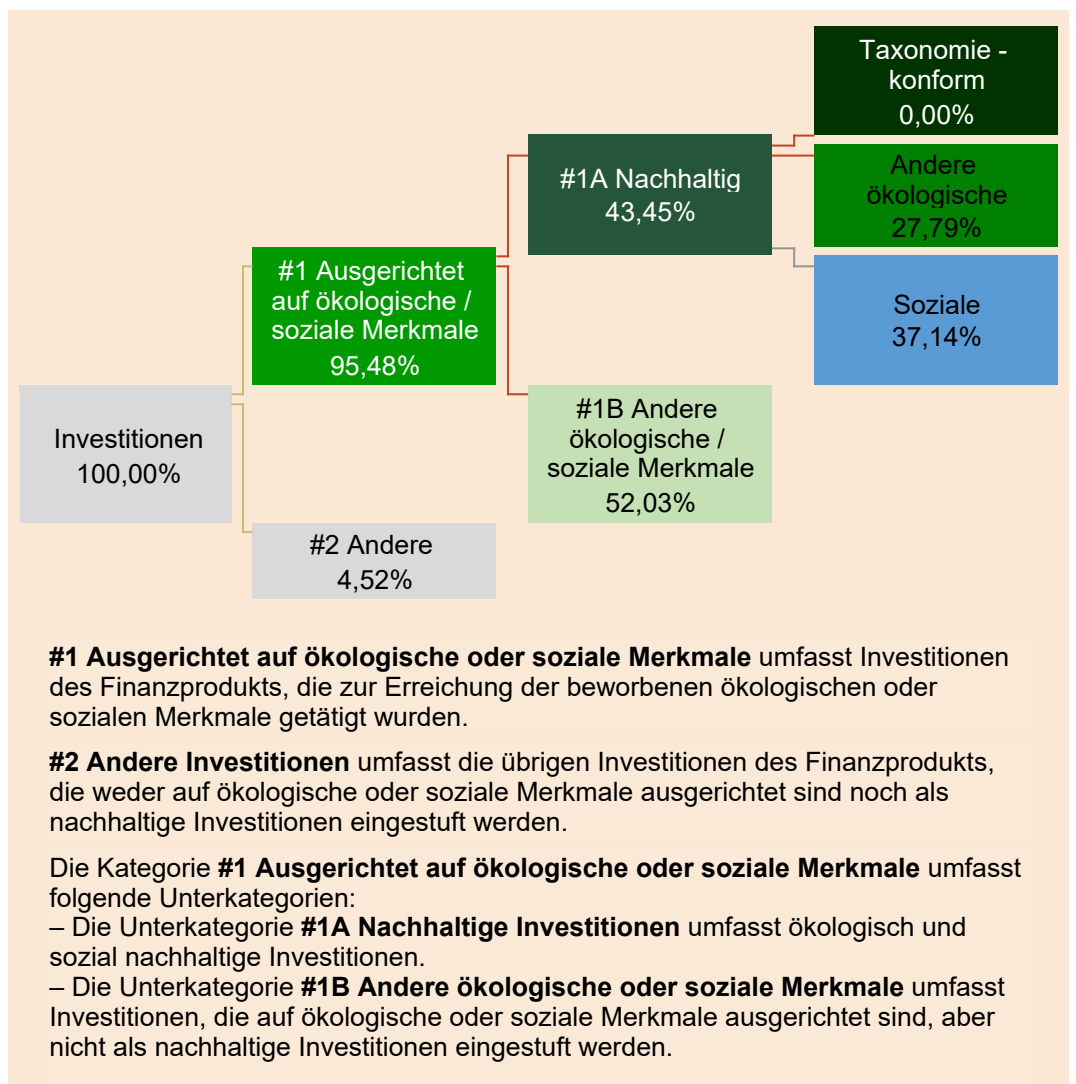 Taxonomie -
konform
0,00%
#1A Nachhaltig
43,45%
Andere
ökologische
27,79%
#1 Ausgerichtet
auf ökologische /
soziale Merkmale
95,48%
Soziale
37,14%
Investitionen
100,00%
#1B Andere
ökologische /
soziale Merkmale
52,03%
#2 Andere
4,52%
#1 Ausgerichtet auf ökologische oder soziale Merkmale umfasst Investitionen
des Finanzprodukts, die zur Erreichung der beworbenen ökologischen oder
sozialen Merkmale getätigt wurden.
#2 Andere Investitionen umfasst die übrigen Investitionen des Finanzprodukts,
die weder auf ökologische oder soziale Merkmale ausgerichtet sind noch als
nachhaltige Investitionen eingestuft werden.
Die Kategorie #1 Ausgerichtet auf ökologische oder soziale Merkmale umfasst
folgende Unterkategorien:
– Die Unterkategorie #1A Nachhaltige Investitionen umfasst ökologisch und
sozial nachhaltige Investitionen.
– Die Unterkategorie #1B Andere ökologische oder soziale Merkmale umfasst
Investitionen, die auf ökologische oder soziale Merkmale ausgerichtet sind, aber
nicht als nachhaltige Investitionen eingestuft werden.